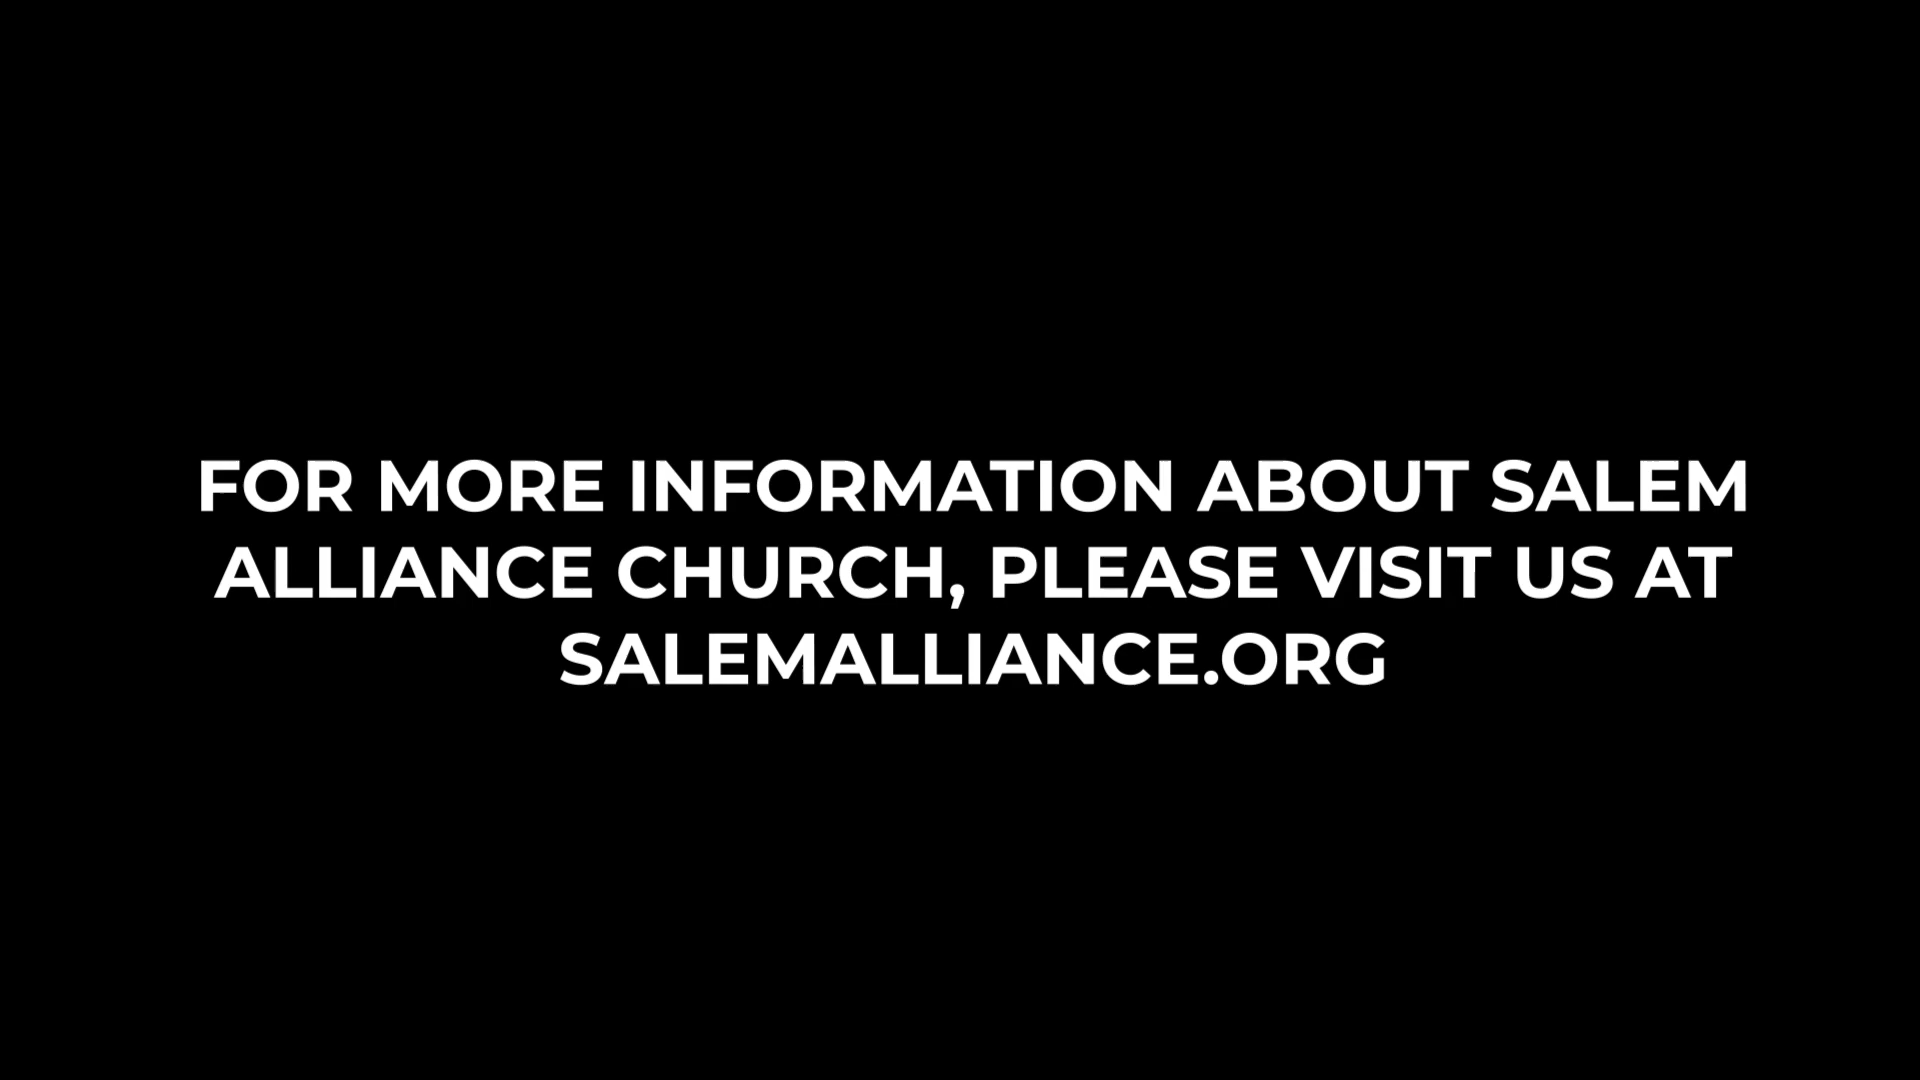 FOR MORE INFORMATION ABOUT SALEM
ALLIANCE CHURCH, PLEASE VISIT US AT
SALEMALLIANCE.ORG